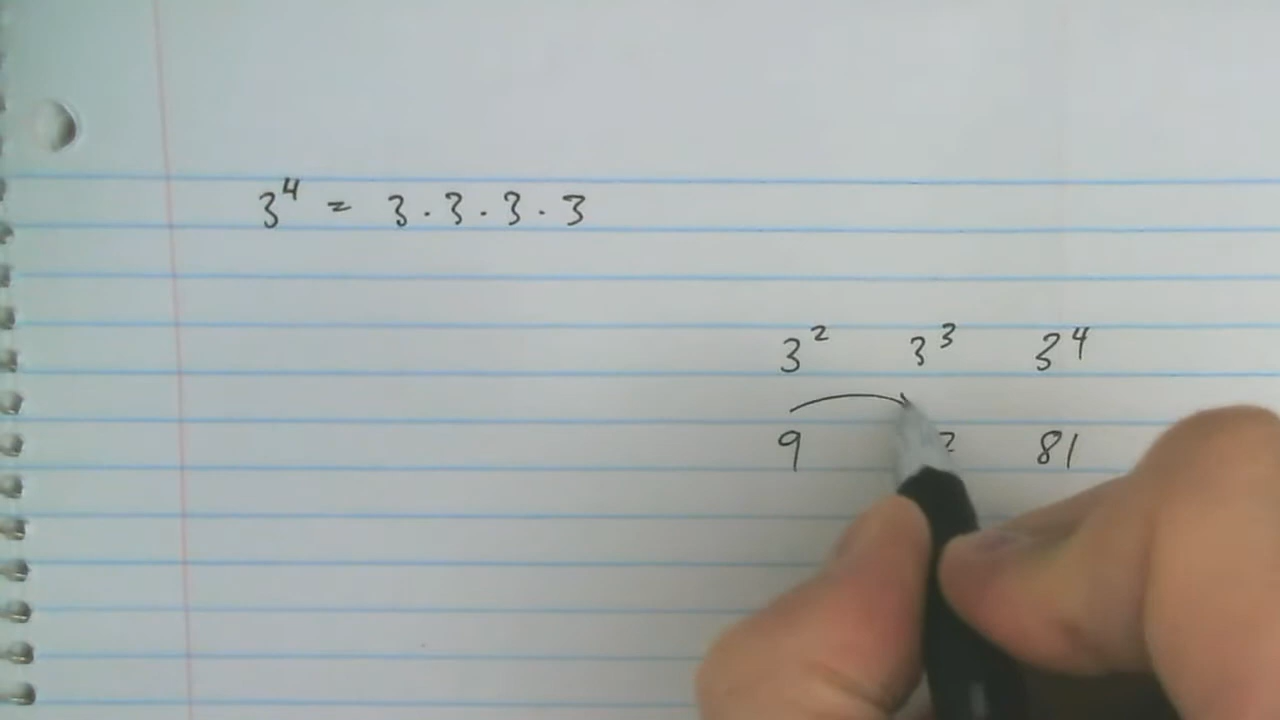 3⁴ = 3 · 3 · 3 · 3
3² 3³ 3⁴
9 81